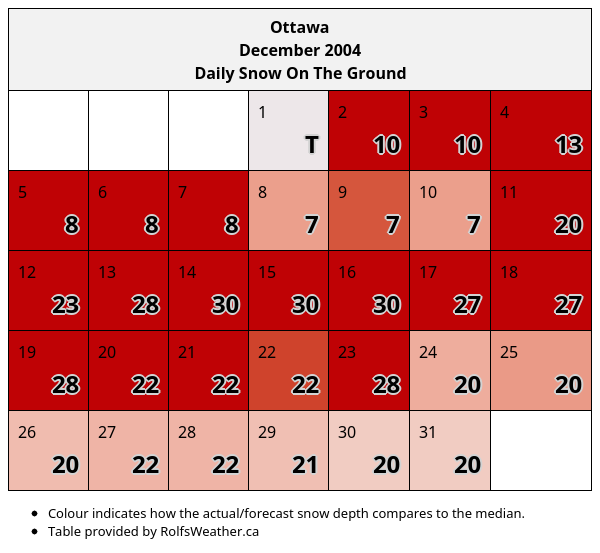 Ottawa
December 2004
Daily Snow On The Ground
1 2 3 4
T 10 10 13
5 6 7 8 9 10 11
8 8 8 7 7 7 20
12 13 14 15 16 17 18
23 28 30 30 30 27 27
19 20 21 22 23 24 25
28 22 22 22 28 20 20
26 27 28 29 30 31
20 22 22 21 20 20
• Colour indicates how the actual/forecast snow depth compares to the median.
• Table provided by RolfsWeather.ca